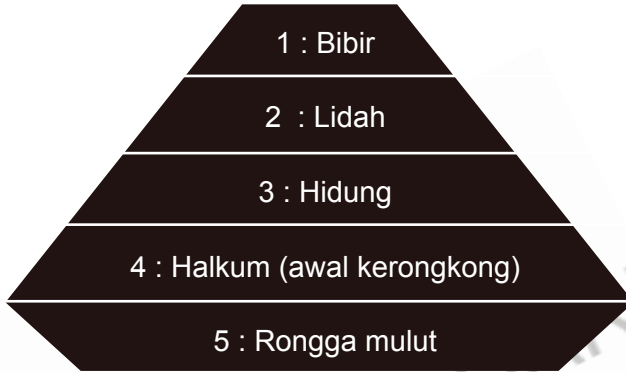 1 : Bibir
2 : Lidah
3 : Hidung
4 : Halkum (awal kerongkong)
5 : Rongga mulut